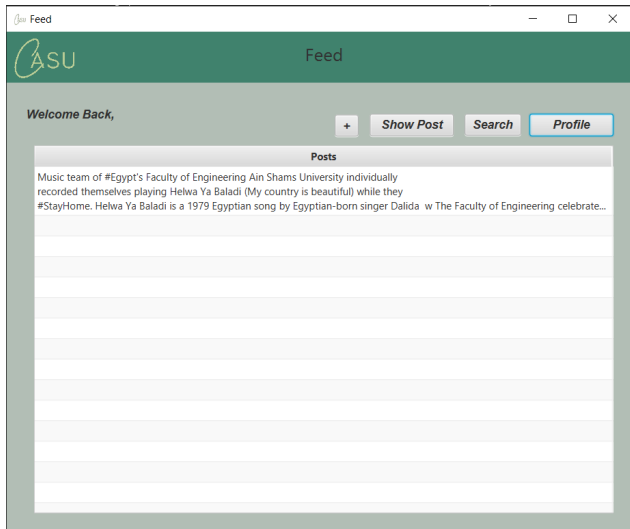 Feed
ASU
Feed
Welcome Back,
+
Show Post
Search
Profile
Posts
Music team of #Egypt's Faculty of Engineering Ain Shams University individually
recorded themselves playing Helwa Ya Baladi (My country is beautiful) while they
#StayHome. Helwa Ya Baladi is a 1979 Egyptian song by Egyptian-born singer Dalida  w The Faculty of Engineering celebrate...